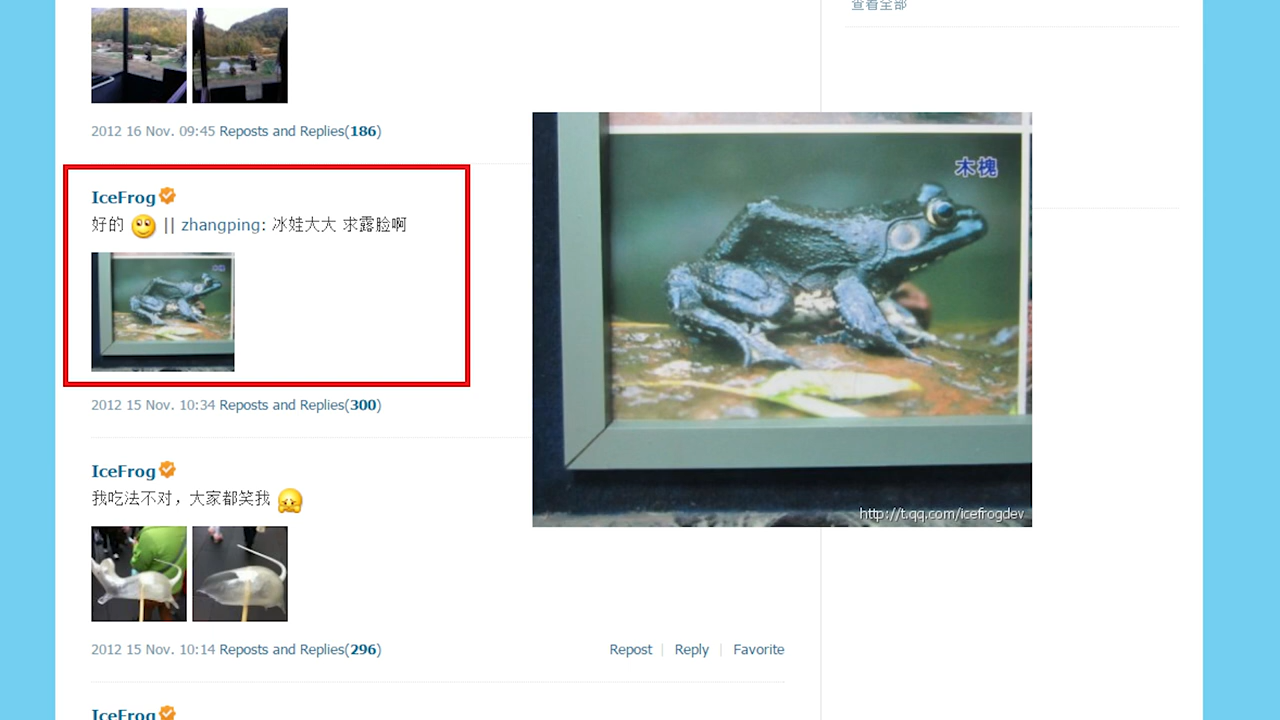 查看全部
2012 16 Nov. 09:45 Reposts and Replies(186)
IceFrog
好的 || zhangping: 冰娃大大 求露脸啊
木槐
http://t.qq.com/icefrogdev
2012 15 Nov. 10:34 Reposts and Replies(300)
IceFrog
我吃法不对，大家都笑我
2012 15 Nov. 10:14 Reposts and Replies(296)
Repost | Reply | Favorite
IceFrog